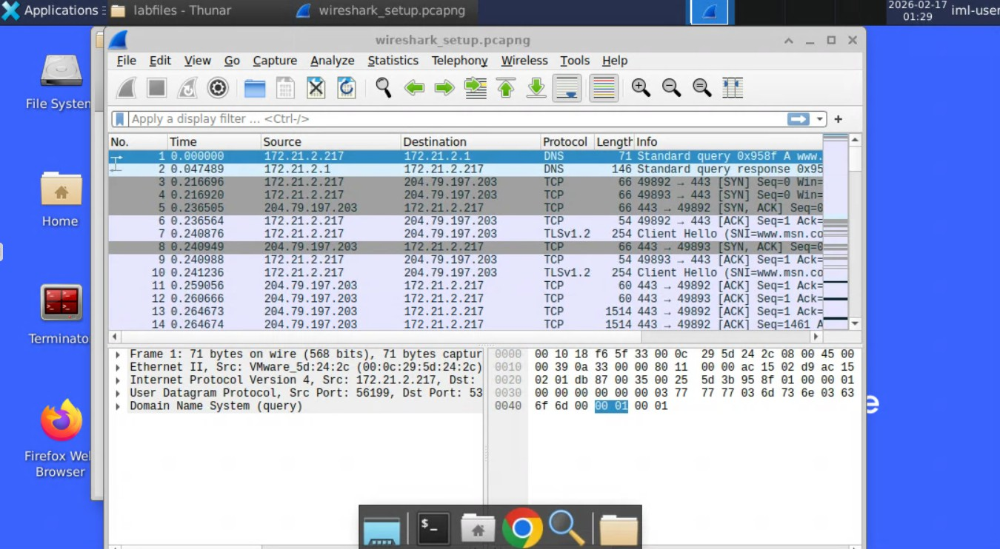 Applications labfiles - Thunar wireshark_setup.pcapng 2026-02-17 iml-user
01:29
wireshark_setup.pcapng
File Edit View Go Capture Analyze Statistics Telephony Wireless Tools Help
Apply a display filter ... <Ctrl-/>
No. Time Source Destination Protocol Length Info
1 0.000000 172.21.2.217 172.21.2.1 DNS 71 Standard query 0x958f A www.
2 0.047489 172.21.2.1 172.21.2.217 DNS 146 Standard query response 0x95
3 0.216696 172.21.2.217 204.79.197.203 TCP 66 49892 → 443 [SYN] Seq=0 Win=
4 0.216920 172.21.2.217 204.79.197.203 TCP 66 49893 → 443 [SYN] Seq=0 Win=
5 0.236505 204.79.197.203 172.21.2.217 TCP 66 443 → 49892 [SYN, ACK] Seq=0
6 0.236564 172.21.2.217 204.79.197.203 TCP 54 49892 → 443 [ACK] Seq=1 Ack=
7 0.240876 172.21.2.217 204.79.197.203 TLSv1.2 254 Client Hello (SNI=www.msn.co
8 0.240949 204.79.197.203 172.21.2.217 TCP 66 443 → 49893 [SYN, ACK] Seq=0
9 0.240988 172.21.2.217 204.79.197.203 TCP 54 49893 → 443 [ACK] Seq=1 Ack=
10 0.241236 172.21.2.217 204.79.197.203 TLSv1.2 254 Client Hello (SNI=www.msn.co
11 0.259056 204.79.197.203 172.21.2.217 TCP 60 443 → 49892 [ACK] Seq=1 Ack=
12 0.260666 204.79.197.203 172.21.2.217 TCP 60 443 → 49893 [ACK] Seq=1 Ack=
13 0.264673 204.79.197.203 172.21.2.217 TCP 1514 443 → 49892 [ACK] Seq=1 Ack=
14 0.264674 204.79.197.203 172.21.2.217 TCP 1514 443 → 49892 [ACK] Seq=1461 A
Frame 1: 71 bytes on wire (568 bits), 71 bytes captur
Ethernet II, Src: VMware_5d:24:2c (00:0c:29:5d:24:2c)
Internet Protocol Version 4, Src: 172.21.2.217, Dst:
User Datagram Protocol, Src Port: 56199, Dst Port: 53
Domain Name System (query)
0000 00 10 18 f6 5f 33 00 0c 29 5d 24 2c 08 00 45 00
0010 00 39 0a 33 00 00 80 11 00 00 ac 15 02 d9 ac 15
0020 02 01 db 87 00 35 00 25 5d 3b 95 8f 01 00 00 01
0030 00 00 00 00 00 00 03 77 77 77 03 6d 73 6e 03 63
0040 6f 6d 00 00 01 00 01
File System
Home
Terminato
Firefox We
Browser
e